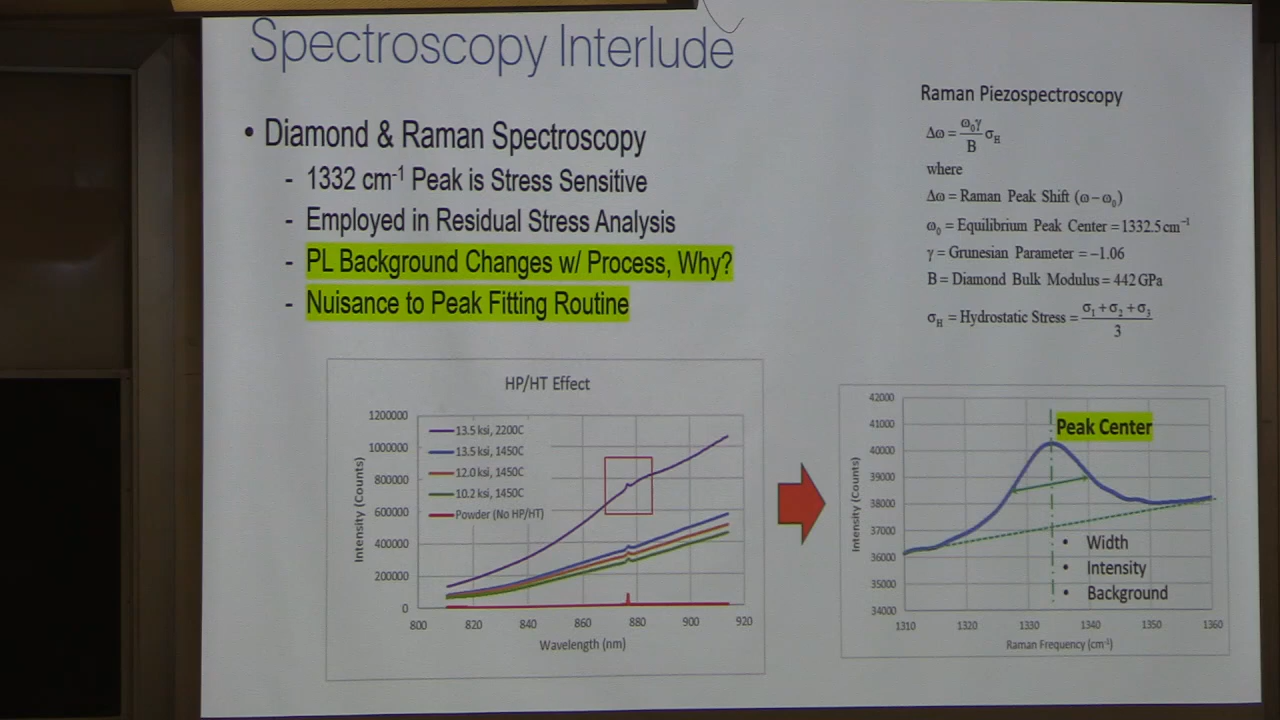 Spectroscopy Interlude
• Diamond & Raman Spectroscopy
- 1332 cm⁻¹ Peak is Stress Sensitive
- Employed in Residual Stress Analysis
- PL Background Changes w/ Process, Why?
- Nuisance to Peak Fitting Routine
Raman Piezospectroscopy
Δω = ω₀γ/B σ_H
where
Δω = Raman Peak Shift (ω − ω₀)
ω₀ = Equilibrium Peak Center = 1332.5 cm⁻¹
γ = Grunesian Parameter = −1.06
B = Diamond Bulk Modulus = 442 GPa
σ_H = Hydrostatic Stress = σ₁ + σ₂ + σ₃ / 3
HP/HT Effect
1200000
1000000
800000
600000
400000
200000
0
Intensity (Counts)
13.5 ksi, 2200C
13.5 ksi, 1450C
12.0 ksi, 1450C
10.2 ksi, 1450C
Powder (No HP/HT)
800 820 840 860 880 900 920
Wavelength (nm)
42000
41000
40000
39000
38000
37000
36000
35000
34000
Intensity (Counts)
Peak Center
• Width
• Intensity
• Background
1310 1320 1330 1340 1350 1360
Raman Frequency (cm⁻¹)